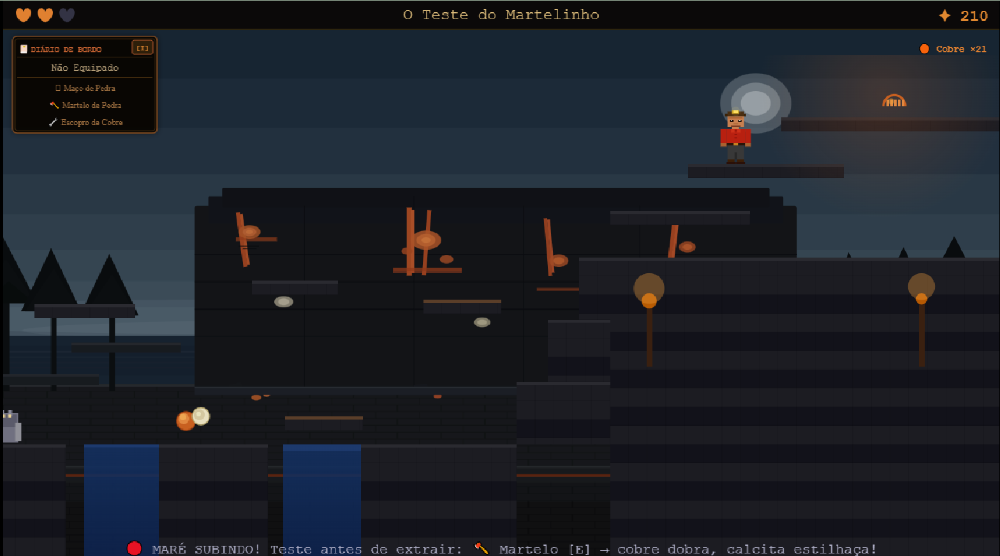 O Teste do Martelinho
210
DIÁRIO DE BORDO [I]
Cobre ×21
Não Equipado
Maço de Pedra
Martelo de Pedra
Escopro de Cobre
MARÉ SUBINDO! Teste antes de extrair: Martelo [E] → cobre dobra, calcita estilhaça!